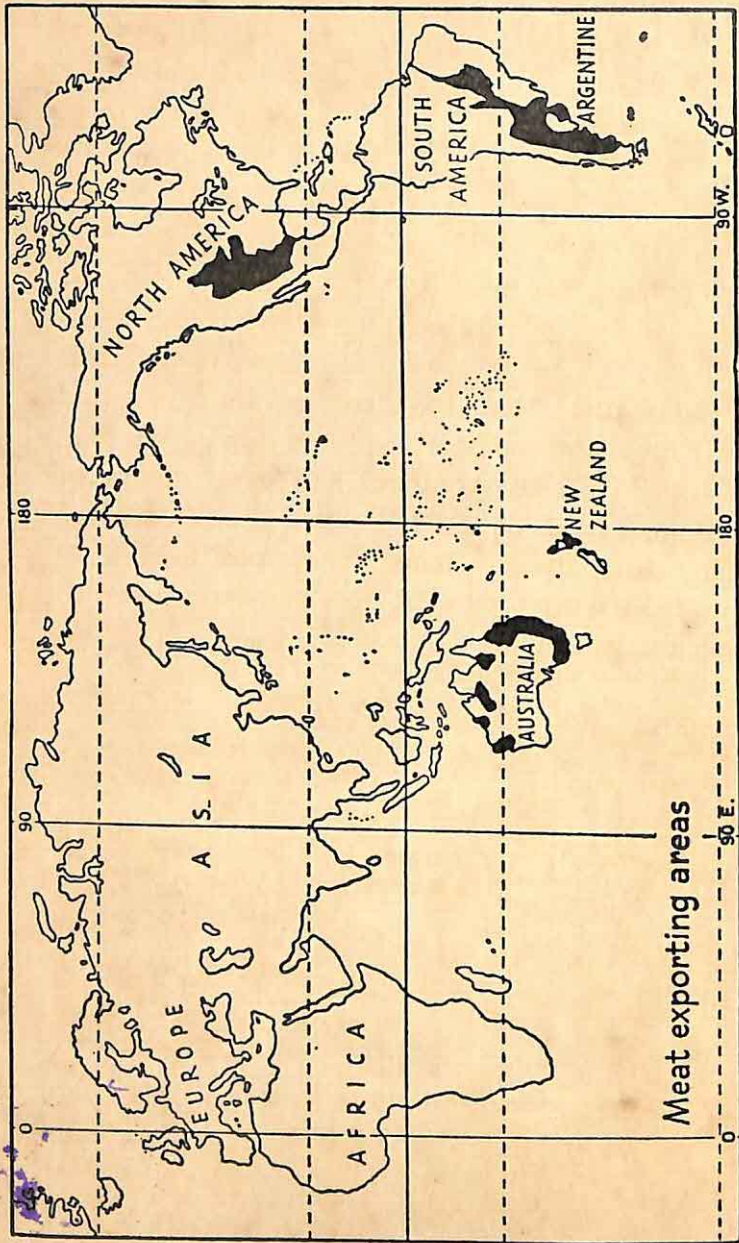 0
90
180
NORTH AMERICA
EUROPE
ASIA
AFRICA
SOUTH
AMERICA
ARGENTINE
AUSTRALIA
NEW
ZEALAND
Meat exporting areas
0
90 E.
180
90 W.
0